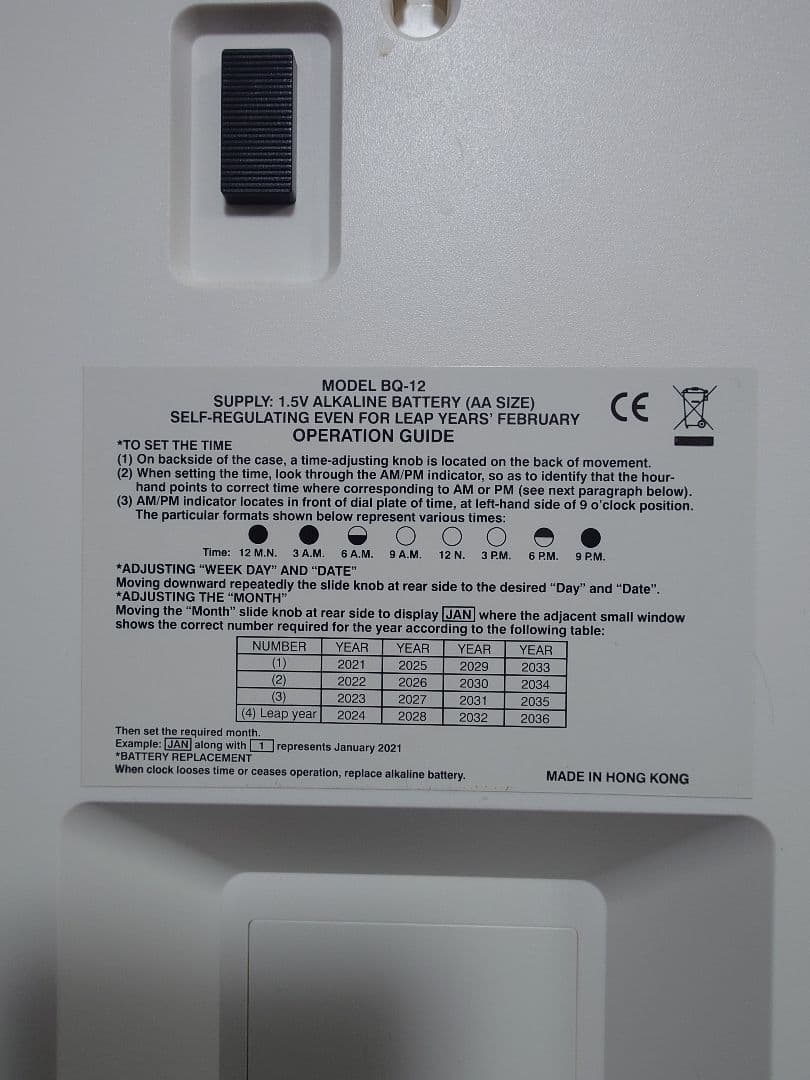 MODEL BQ-12
SUPPLY: 1.5V ALKALINE BATTERY (AA SIZE)
SELF-REGULATING EVEN FOR LEAP YEARS' FEBRUARY
OPERATION GUIDE
CE
*TO SET THE TIME
(1) On backside of the case, a time-adjusting knob is located on the back of movement.
(2) When setting the time, look through the AM/PM indicator, so as to identify that the hour-
hand points to correct time where corresponding to AM or PM (see next paragraph below).
(3) AM/PM indicator locates in front of dial plate of time, at left-hand side of 9 o'clock position.
The particular formats shown below represent various times:
Time: 12 M.N. 3 A.M. 6 A.M. 9 A.M. 12 N. 3 P.M. 6 P.M. 9 P.M.
*ADJUSTING "WEEK DAY" AND "DATE"
Moving downward repeatedly the slide knob at rear side to the desired "Day" and "Date".
*ADJUSTING THE "MONTH"
Moving the "Month" slide knob at rear side to display JAN where the adjacent small window
shows the correct number required for the year according to the following table:
NUMBER YEAR YEAR YEAR YEAR
(1) 2021 2025 2029 2033
(2) 2022 2026 2030 2034
(3) 2023 2027 2031 2035
(4) Leap year 2024 2028 2032 2036
Then set the required month.
Example: JAN along with 1 represents January 2021
*BATTERY REPLACEMENT
When clock looses time or ceases operation, replace alkaline battery.
MADE IN HONG KONG